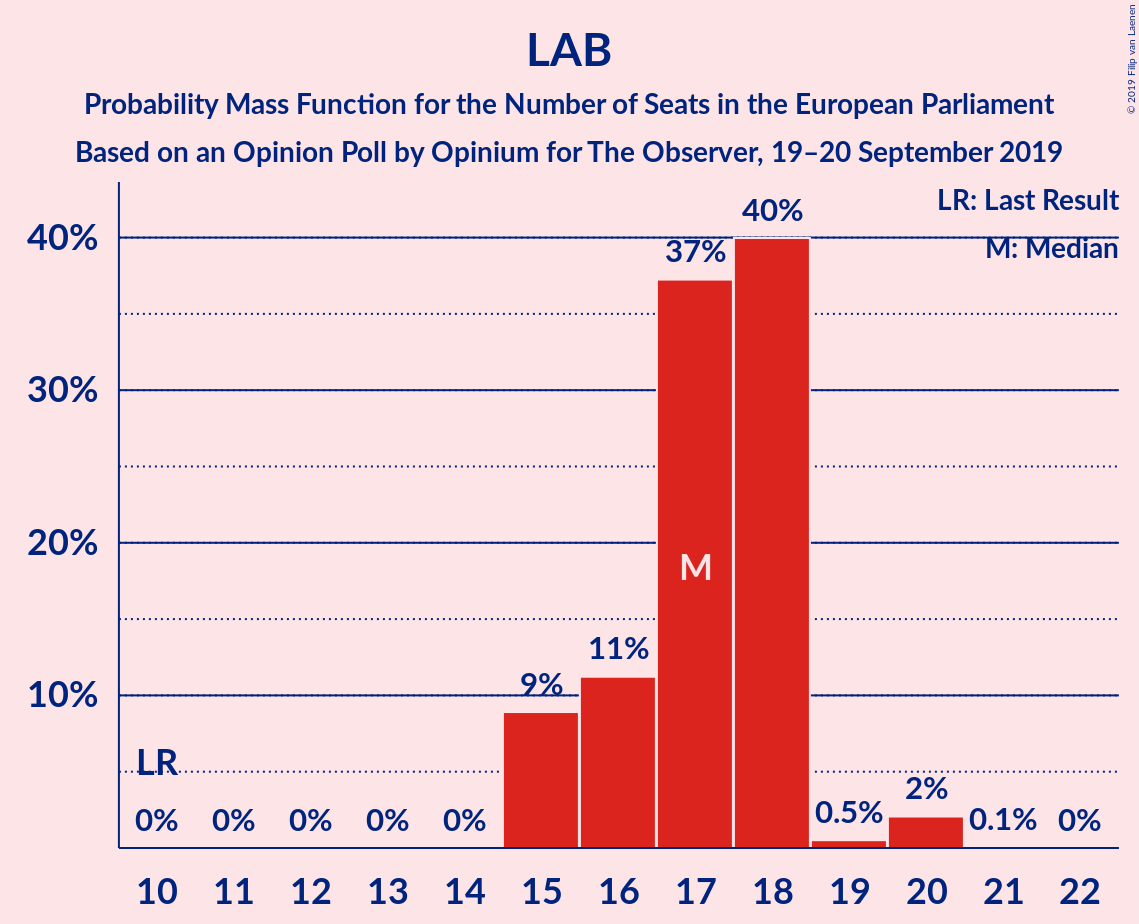 LAB
Probability Mass Function for the Number of Seats in the European Parliament
Based on an Opinion Poll by Opinium for The Observer, 19–20 September 2019
© 2019 Filip van Laenen
LR: Last Result
M: Median
40%
30%
20%
10%
LR
0%
0%
0%
0%
0%
9%
11%
37%
M
40%
0.5%
2%
0.1%
0%
10 11 12 13 14 15 16 17 18 19 20 21 22